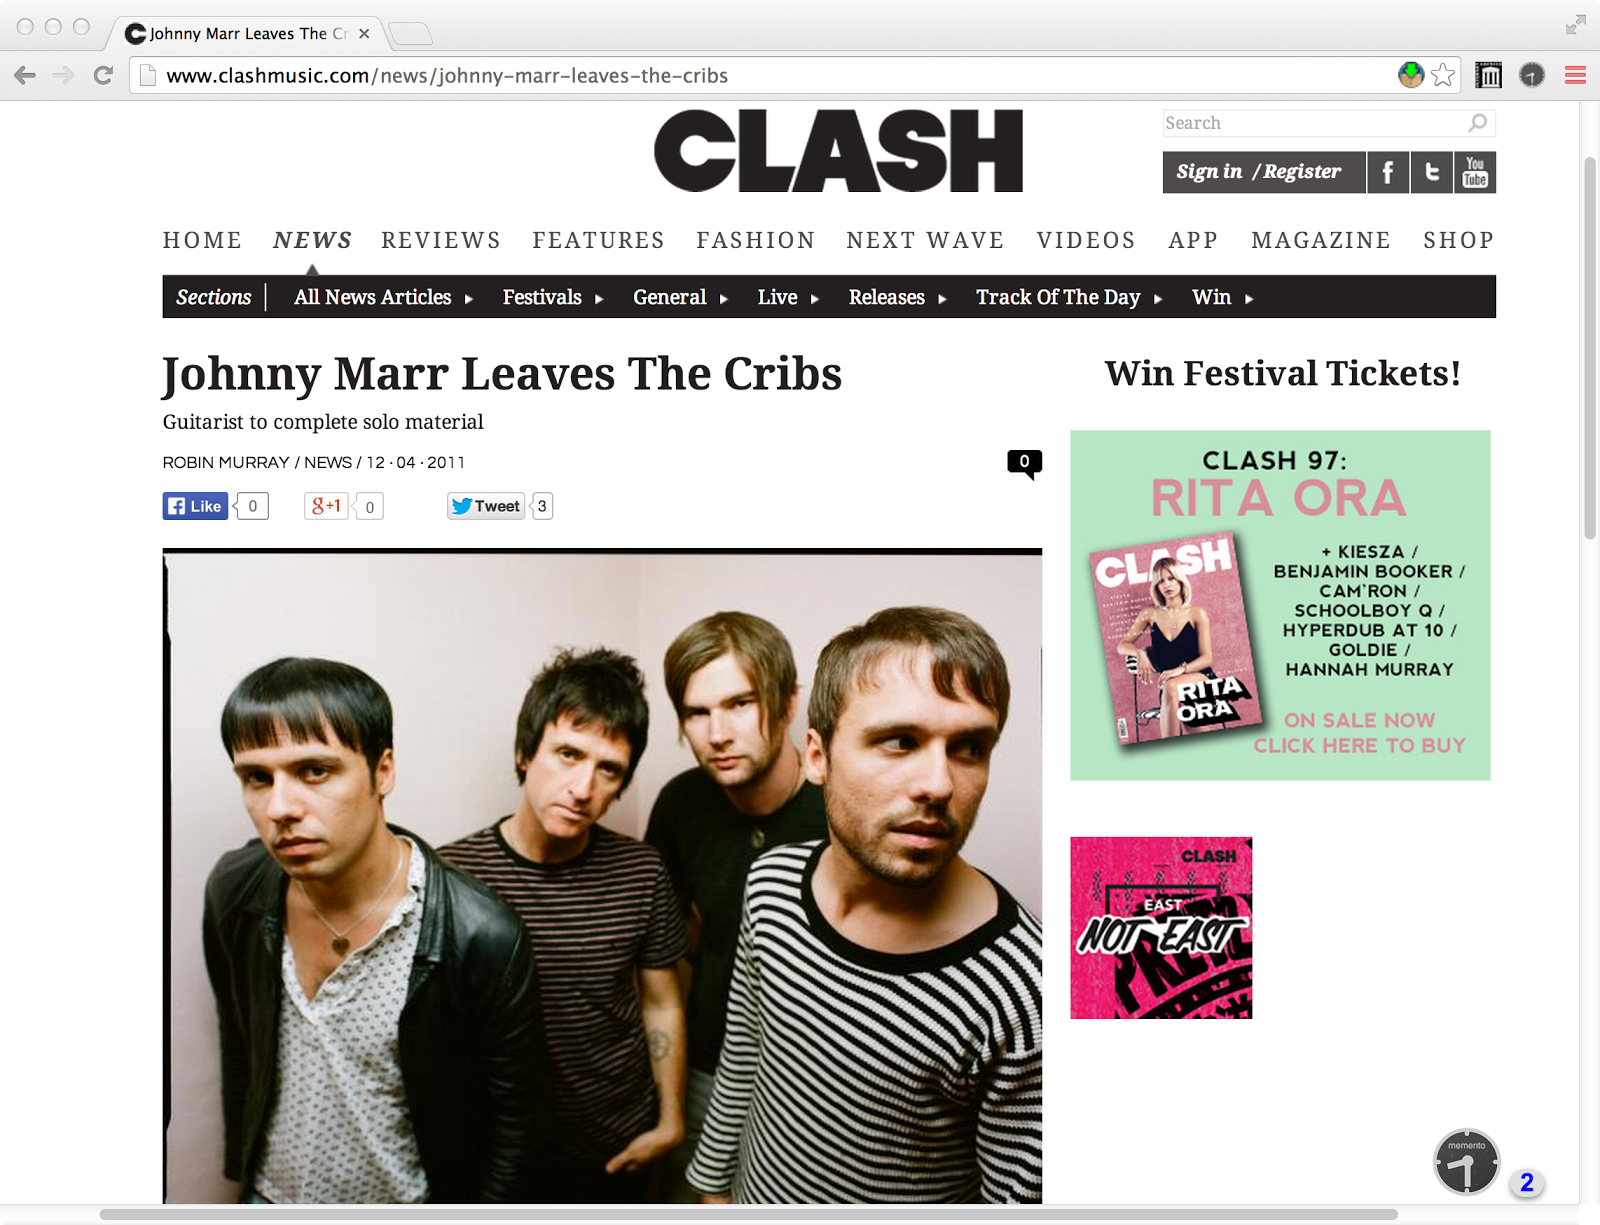 Johnny Marr Leaves The Cr
www.clashmusic.com/news/johnny-marr-leaves-the-cribs
CLASH
Search
Sign in / Register
f
t
You Tube
HOME NEWS REVIEWS FEATURES FASHION NEXT WAVE VIDEOS APP MAGAZINE SHOP
Sections All News Articles Festivals General Live Releases Track Of The Day Win
Johnny Marr Leaves The Cribs
Guitarist to complete solo material
ROBIN MURRAY / NEWS / 12 · 04 · 2011
0
Like 0
g+1 0
Tweet 3
Win Festival Tickets!
CLASH 97:
RITA ORA
+ KIESZA /
BENJAMIN BOOKER /
CAM'RON /
SCHOOLBOY Q /
HYPERDUB AT 10 /
GOLDIE /
HANNAH MURRAY
ON SALE NOW
CLICK HERE TO BUY
CLASH
RITA
ORA
CLASH
EAST
NOT EAST
memento
2